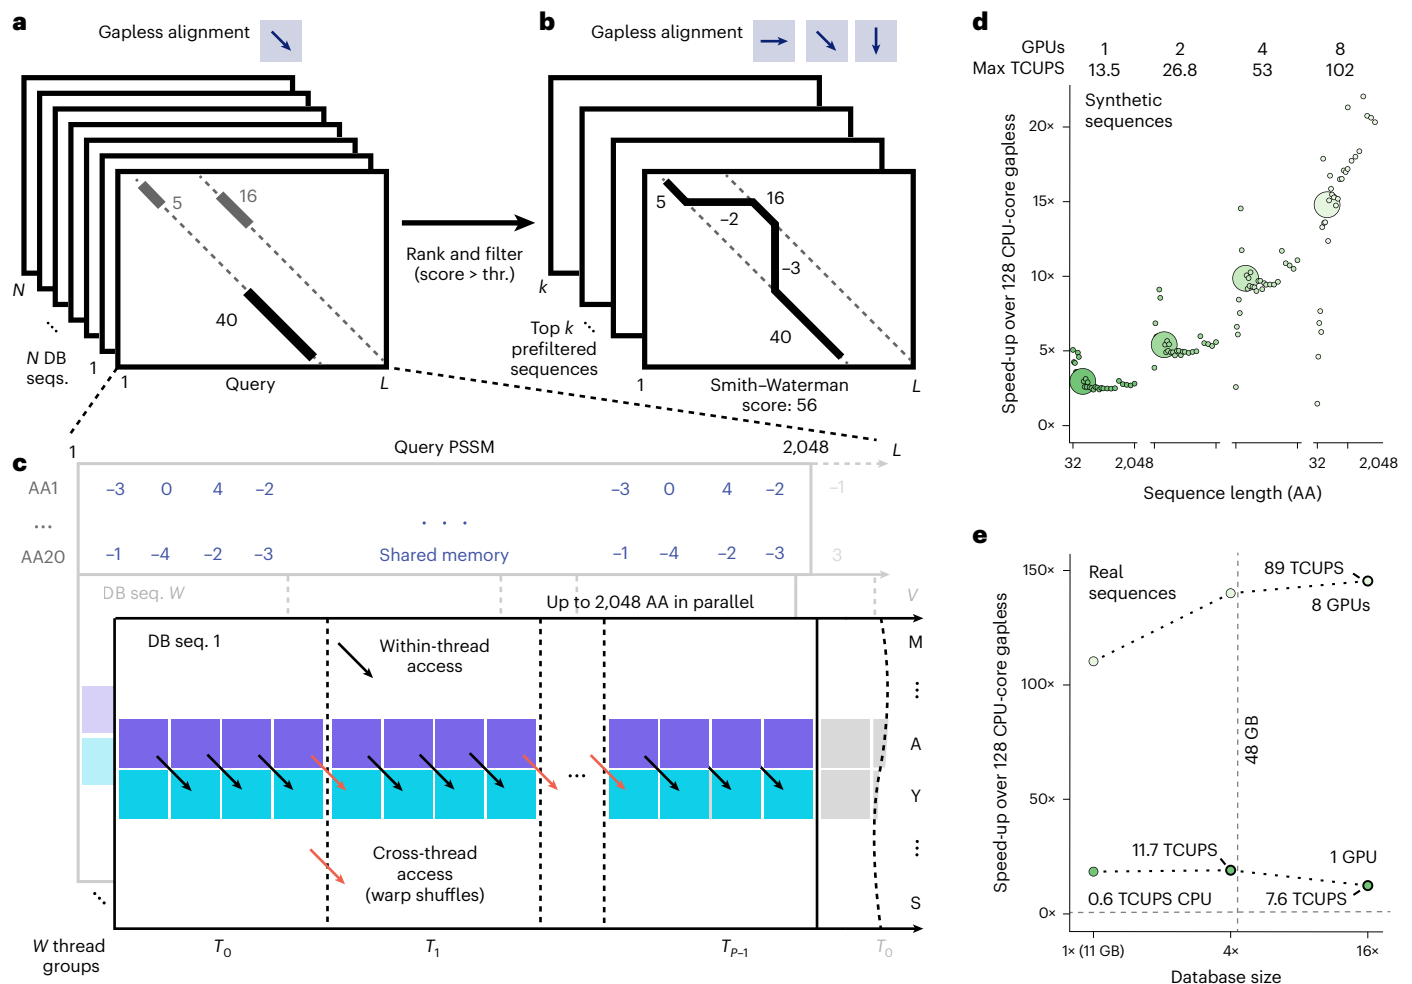 a
Gapless alignment
5
16
40
N
N DB
seqs.
1
1
Query
L
Rank and filter
(score > thr.)
b
Gapless alignment
5
–2
16
–3
40
k
Top k
prefiltered
sequences
1
Smith–Waterman
score: 56
L
c
1
Query PSSM
2,048
L
AA1
–3 0 4 –2
–3 0 4 –2
–1
...
. . .
AA20
–1 –4 –2 –3
Shared memory
–1 –4 –2 –3
3
DB seq. W
Up to 2,048 AA in parallel
V
DB seq. 1
Within-thread
access
M
⋮
A
...
Y
⋮
Cross-thread
access
(warp shuffles)
S
W thread
groups
T0
T1
TP–1
T0
d
GPUs 1 2 4 8
Max TCUPS 13.5 26.8 53 102
Synthetic
sequences
Speed-up over 128 CPU-core gapless
20×
15×
10×
5×
0×
32 2,048
32 2,048
Sequence length (AA)
e
Real
sequences
Speed-up over 128 CPU-core gapless
150×
100×
50×
0×
89 TCUPS
8 GPUs
48 GB
11.7 TCUPS
1 GPU
0.6 TCUPS CPU
7.6 TCUPS
1× (11 GB)
4×
16×
Database size